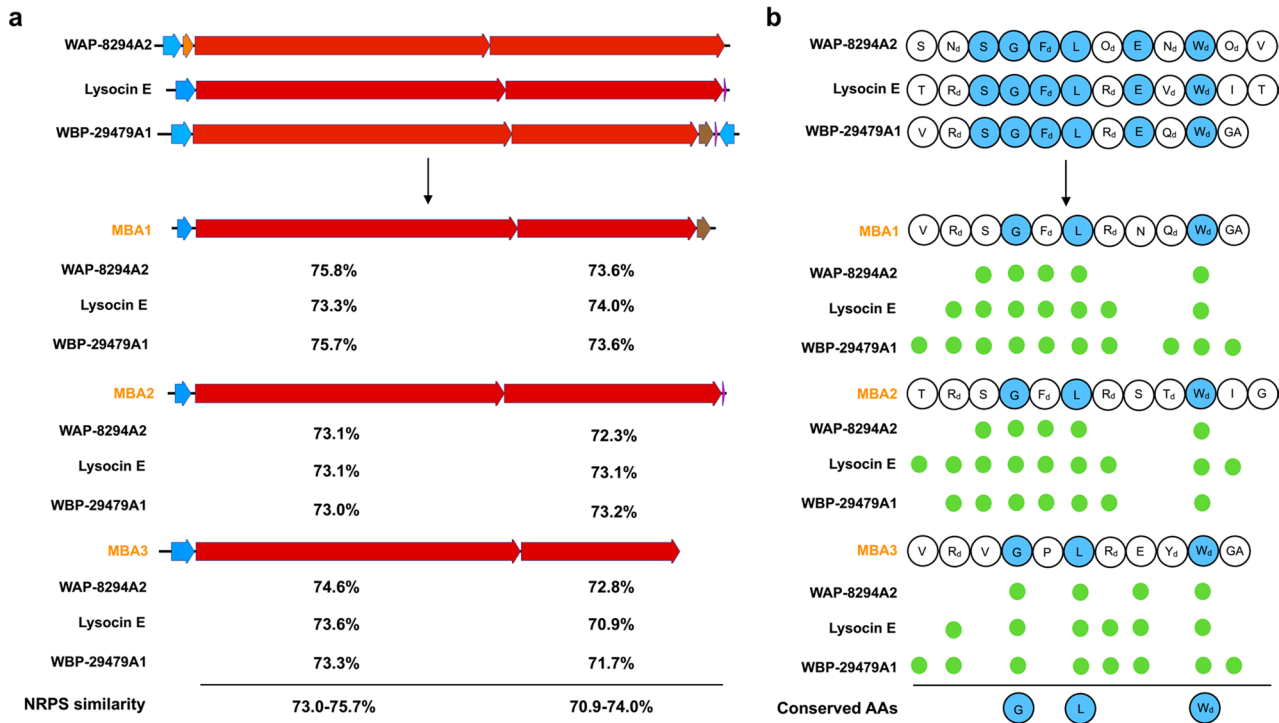 a
WAP-8294A2
Lysocin E
WBP-29479A1
MBA1
WAP-8294A2 75.8% 73.6%
Lysocin E 73.3% 74.0%
WBP-29479A1 75.7% 73.6%
MBA2
WAP-8294A2 73.1% 72.3%
Lysocin E 73.1% 73.1%
WBP-29479A1 73.0% 73.2%
MBA3
WAP-8294A2 74.6% 72.8%
Lysocin E 73.6% 70.9%
WBP-29479A1 73.3% 71.7%
NRPS similarity 73.0-75.7% 70.9-74.0%
b
WAP-8294A2 S Nd S G Fd L Od E Nd Wd Od V
Lysocin E T Rd S G Fd L Rd E Vd Wd I T
WBP-29479A1 V Rd S G Fd L Rd E Qd Wd GA
MBA1 V Rd S G Fd L Rd N Qd Wd GA
WAP-8294A2
Lysocin E
WBP-29479A1
MBA2 T Rd S G Fd L Rd S Td Wd I G
WAP-8294A2
Lysocin E
WBP-29479A1
MBA3 V Rd V G P L Rd E Yd Wd GA
WAP-8294A2
Lysocin E
WBP-29479A1
Conserved AAs G L Wd